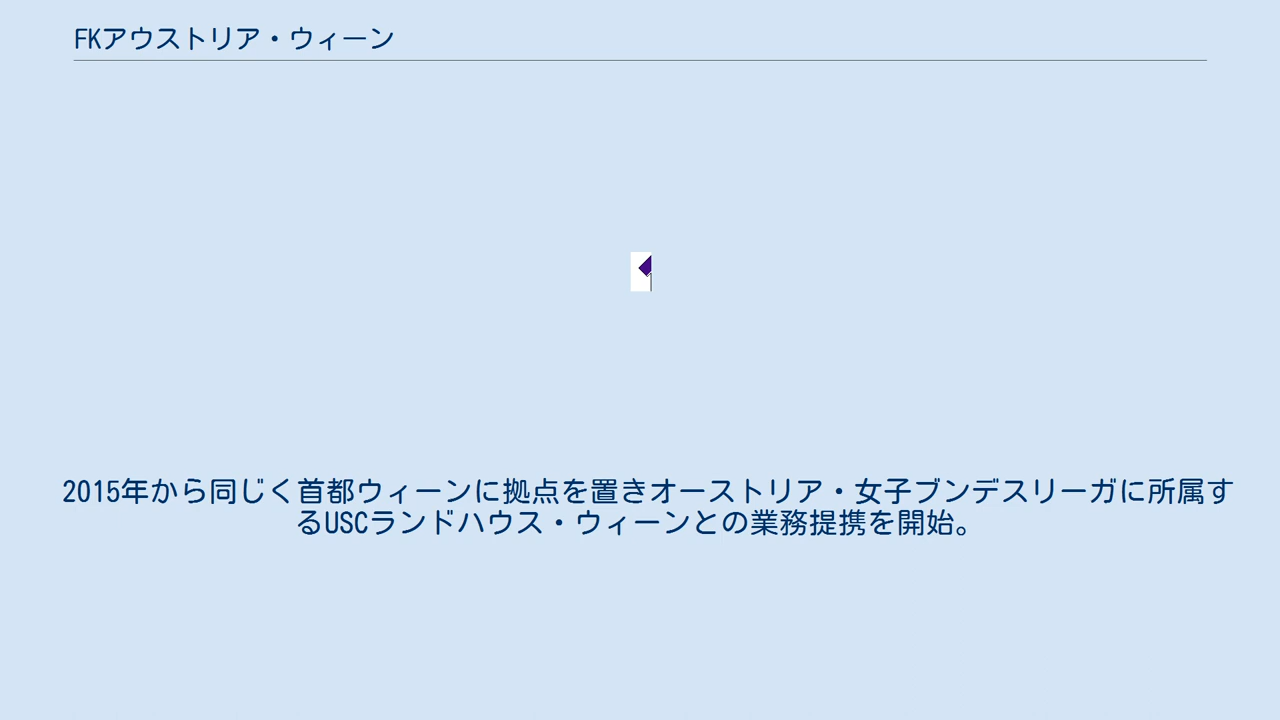 FKアウストリア・ウィーン
2015年から同じく首都ウィーンに拠点を置きオーストリア・女子ブンデスリーガに所属す
るUSCランドハウス・ウィーンとの業務提携を開始。